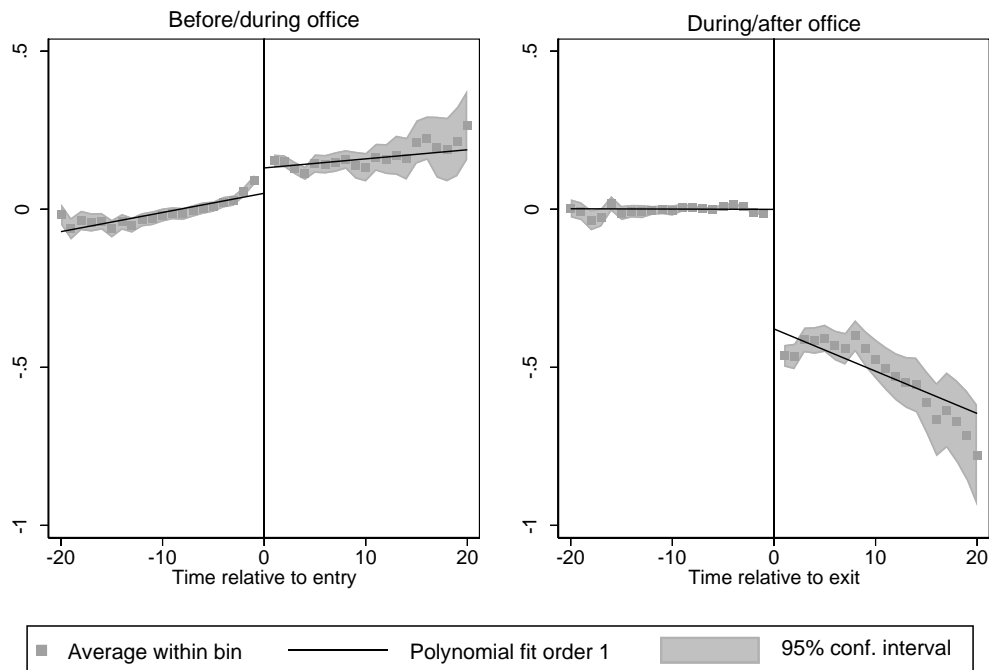 Before/during office
.5
0
-.5
-1
-20 -10 0 10 20
Time relative to entry
During/after office
.5
0
-.5
-1
-20 -10 0 10 20
Time relative to exit
Average within bin Polynomial fit order 1 95% conf. interval